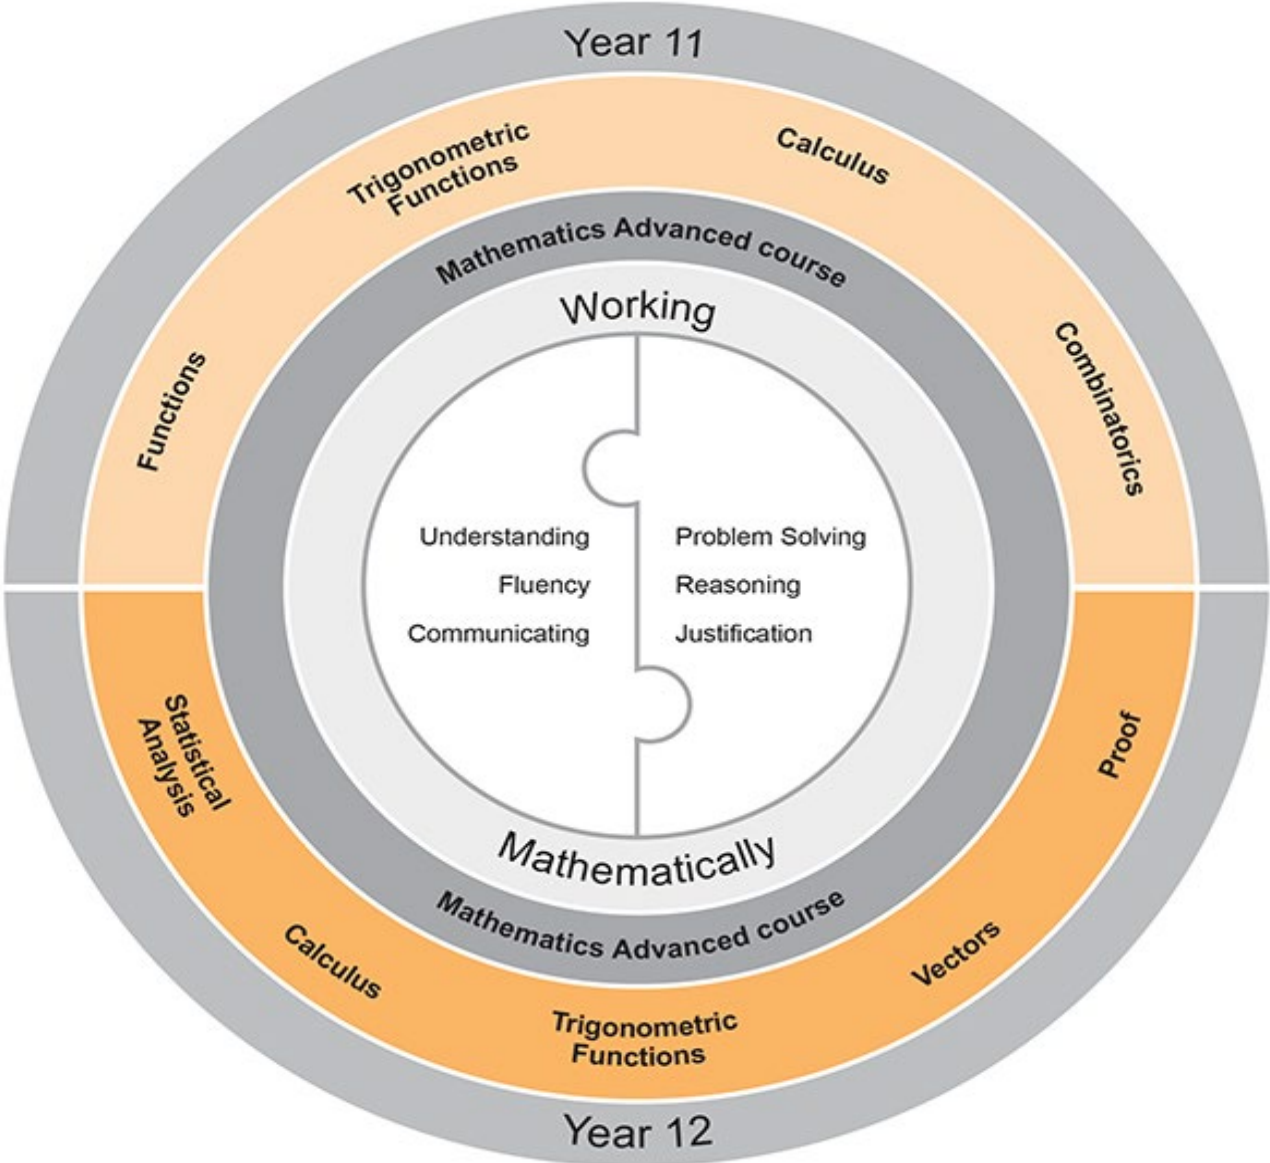 Year 11
Trigonometric
Functions
Calculus
Functions
Combinatorics
Mathematics Advanced course
Working
Understanding
Fluency
Communicating
Problem Solving
Reasoning
Justification
Mathematically
Mathematics Advanced course
Statistical
Analysis
Calculus
Trigonometric
Functions
Vectors
Proof
Year 12